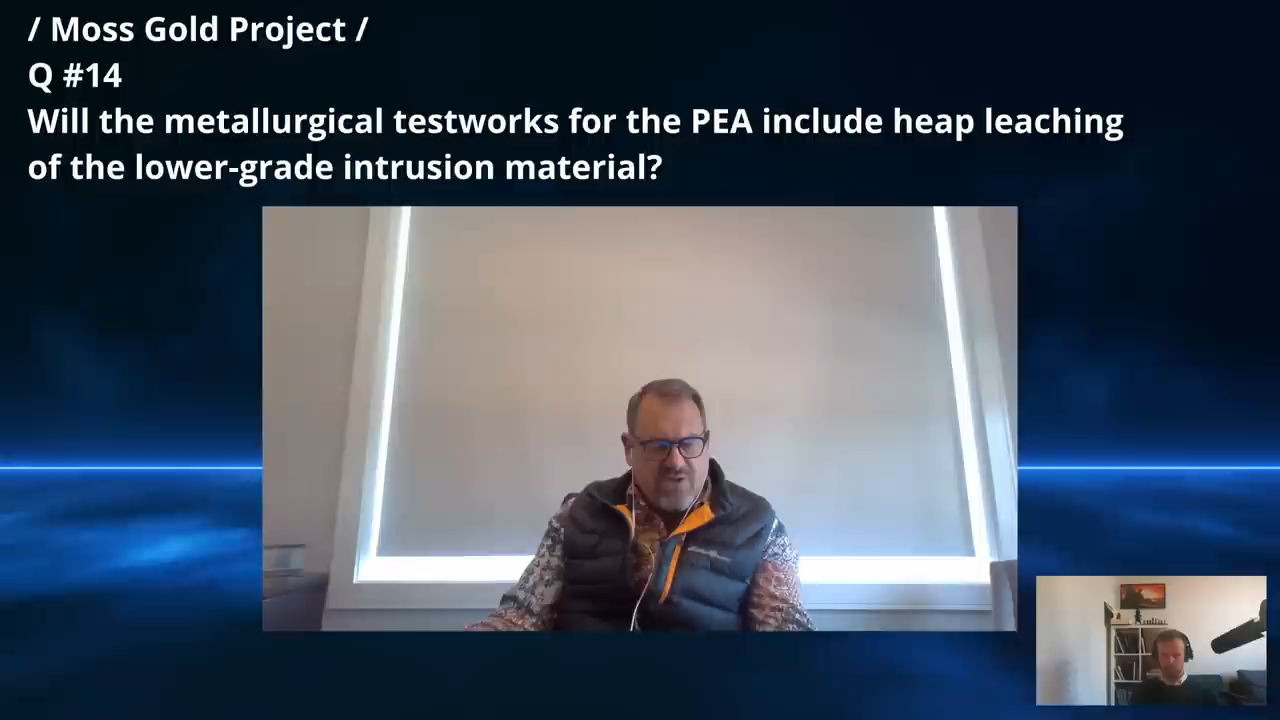 / Moss Gold Project /
Q #14
Will the metallurgical testworks for the PEA include heap leaching
of the lower-grade intrusion material?